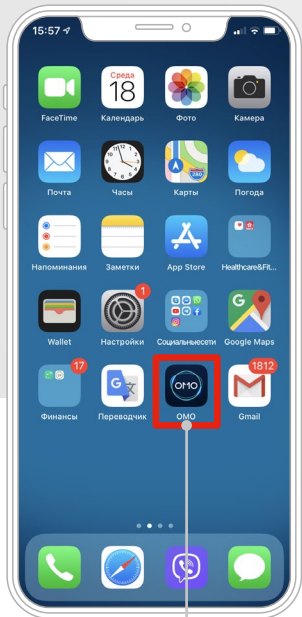 15:57
FaceTime
Среда
18
Календарь
Фото
Камера
Почта
Часы
280
Карты
Погода
Напоминания
Заметки
App Store
Healthcare&Fit...
Wallet
1
Настройки
Социальныесети
G
Google Maps
17
Финансы
G
Переводчик
OMO
OMO
1812
Gmail